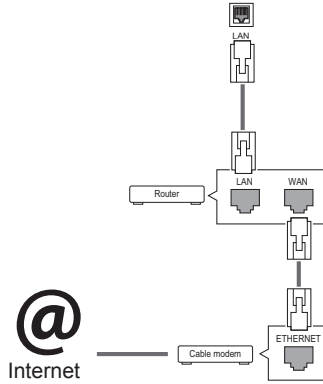 LAN
LAN
WAN
Router
ETHERNET
@
Internet
Cable modem